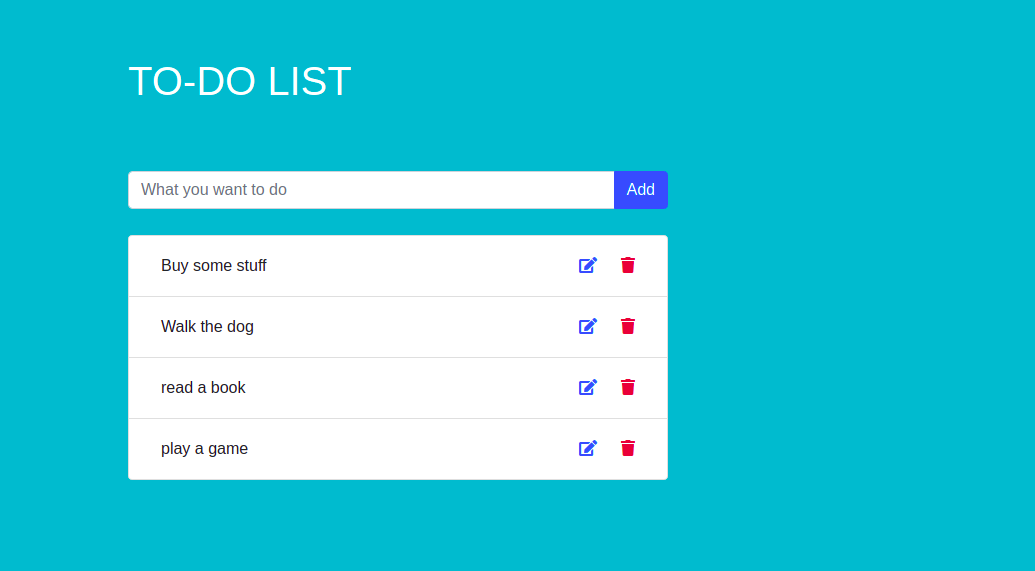 TO-DO LIST
What you want to do
Add
Buy some stuff
Walk the dog
read a book
play a game